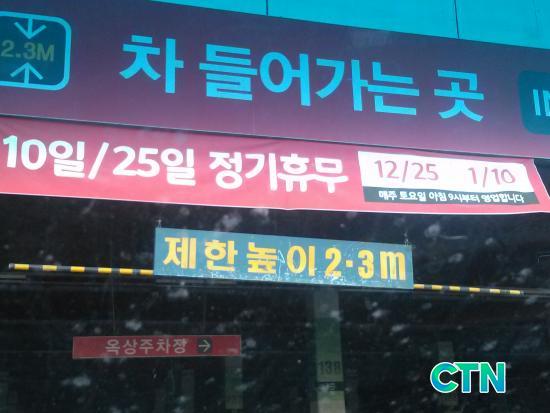 2.3M
차 들어가는 곳
IN
10일/25일 정기휴무 12/25 1/10
매주 토요일 아침 9시부터 영업합니다
제한높이 2.3m
옥상주차장 →
13B
CTN